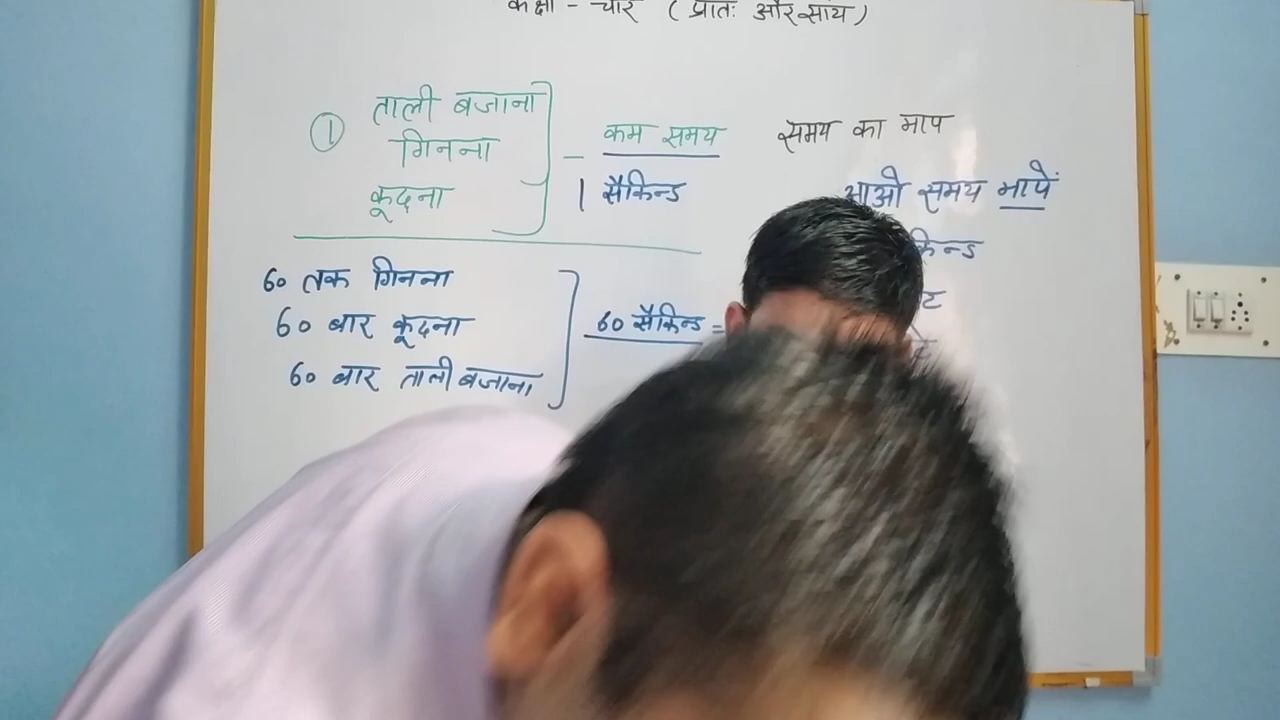 कक्षा - चार (प्रातः और सांय)
① ताली बजाना
गिनना
कूदना
- कम समय
1 सैकिन्ड
समय का माप
आओ समय मापें
60 तक गिनना
60 बार कूदना
60 बार ताली बजाना
60 सैकिन्ड =